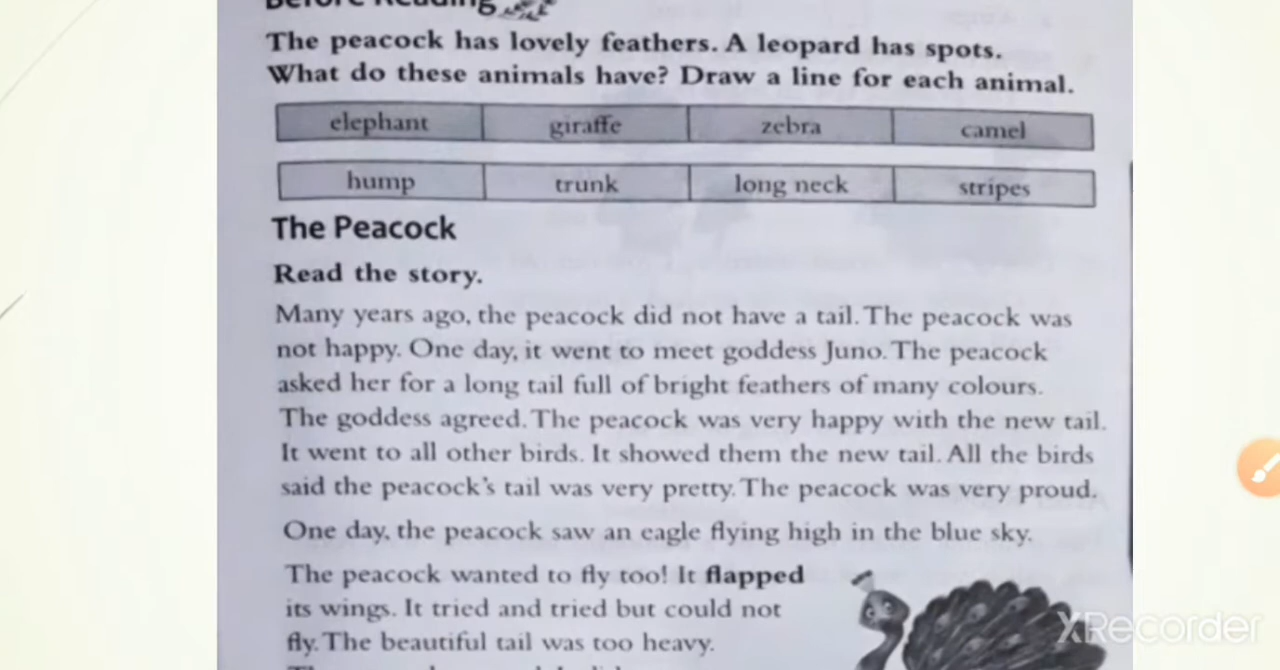 Before Reading
The peacock has lovely feathers. A leopard has spots.
What do these animals have? Draw a line for each animal.
elephant giraffe zebra camel
hump trunk long neck stripes
The Peacock
Read the story.
Many years ago, the peacock did not have a tail. The peacock was
not happy. One day, it went to meet goddess Juno. The peacock
asked her for a long tail full of bright feathers of many colours.
The goddess agreed. The peacock was very happy with the new tail.
It went to all other birds. It showed them the new tail. All the birds
said the peacock's tail was very pretty. The peacock was very proud.
One day, the peacock saw an eagle flying high in the blue sky.
The peacock wanted to fly too! It flapped
its wings. It tried and tried but could not
fly. The beautiful tail was too heavy.
XRecorder